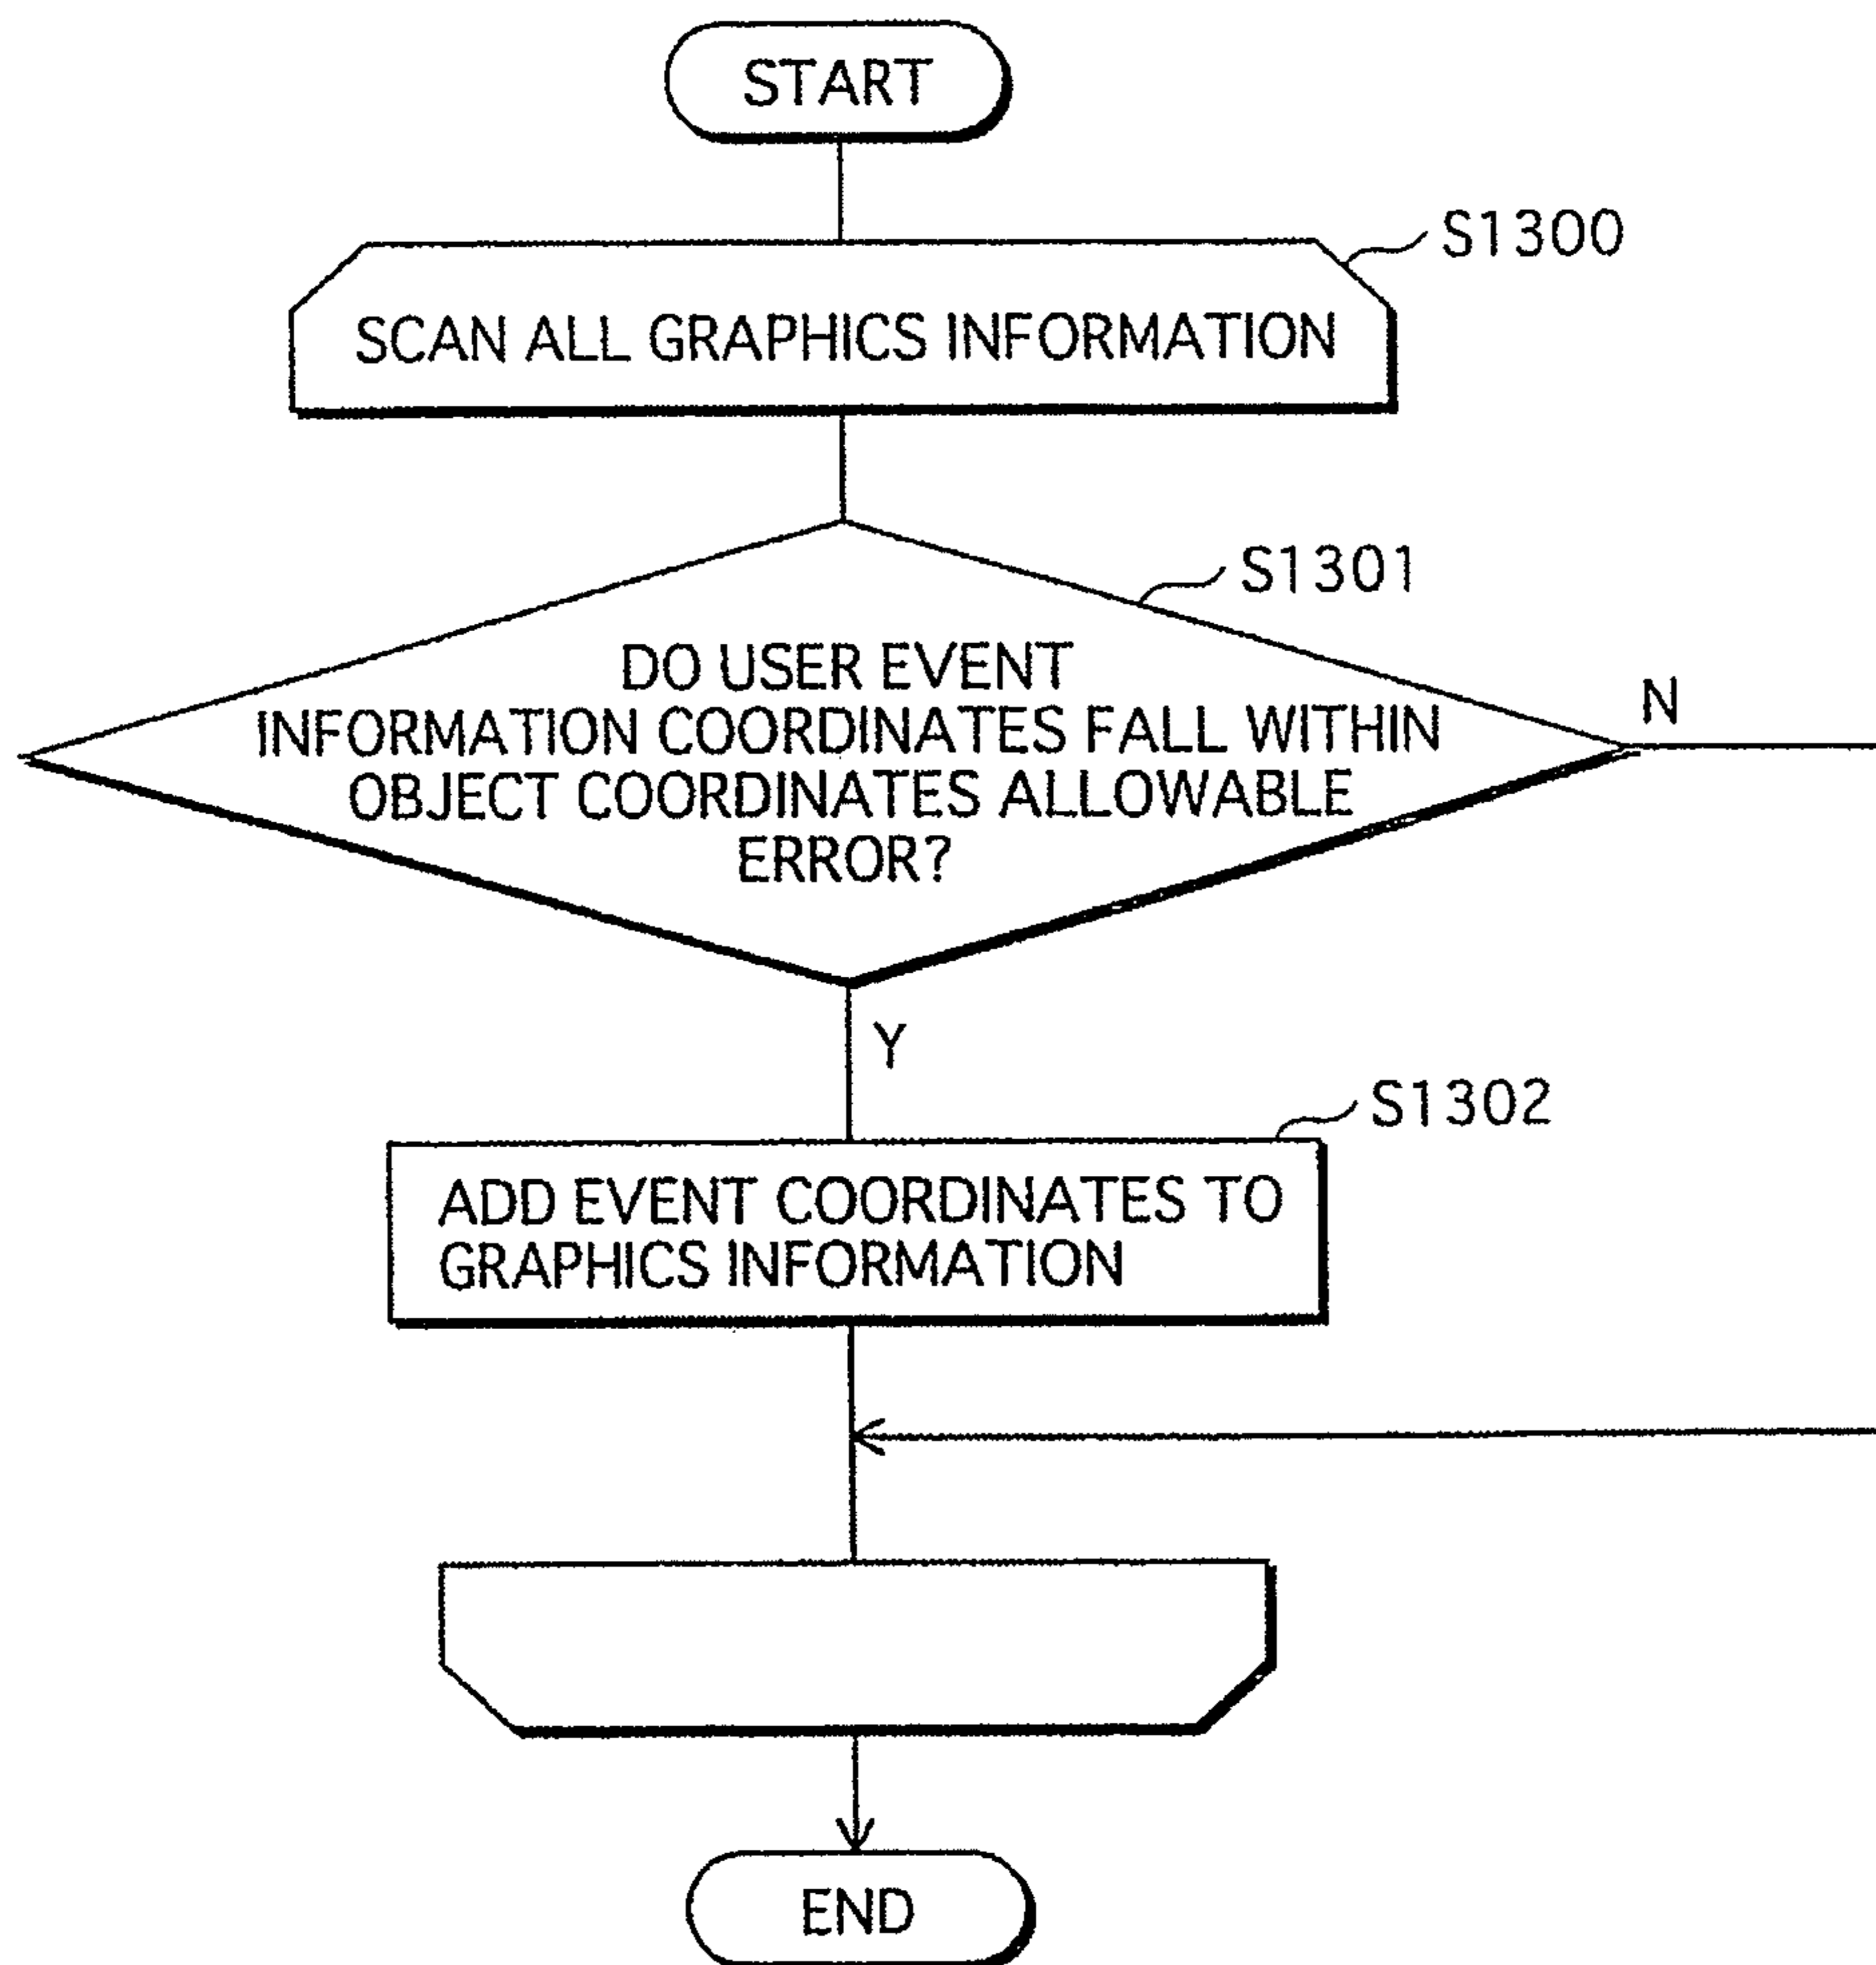 START
S1300
SCAN ALL GRAPHICS INFORMATION
S1301
DO USER EVENT
INFORMATION COORDINATES FALL WITHIN
OBJECT COORDINATES ALLOWABLE
ERROR?
N
Y
S1302
ADD EVENT COORDINATES TO
GRAPHICS INFORMATION
END